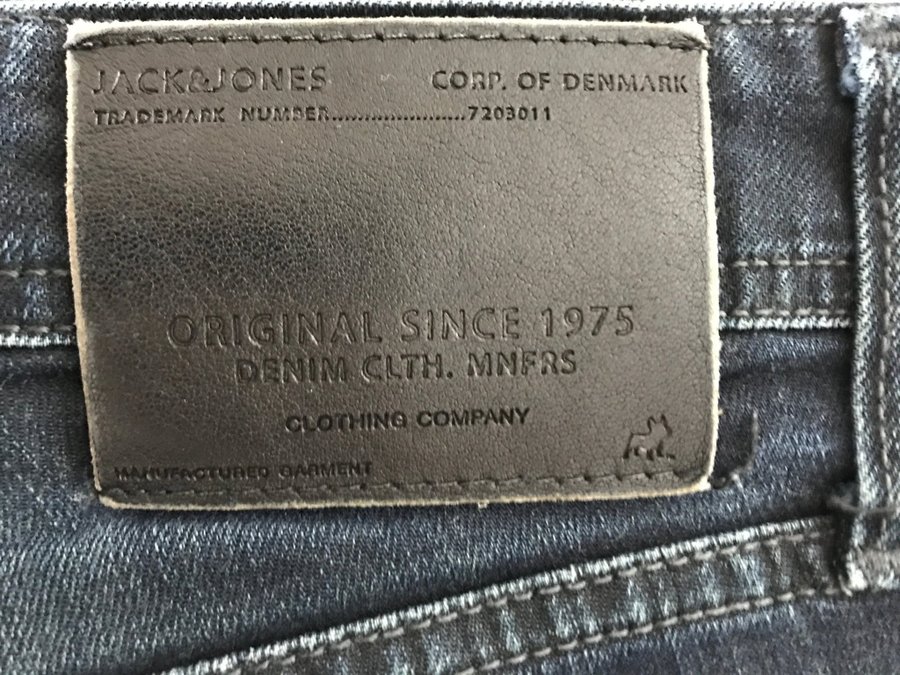 JACK&JONES CORP. OF DENMARK
TRADEMARK NUMBER.....................7203011
ORIGINAL SINCE 1975
DENIM CLTH. MNFRS
CLOTHING COMPANY
MANUFACTURED GARMENT